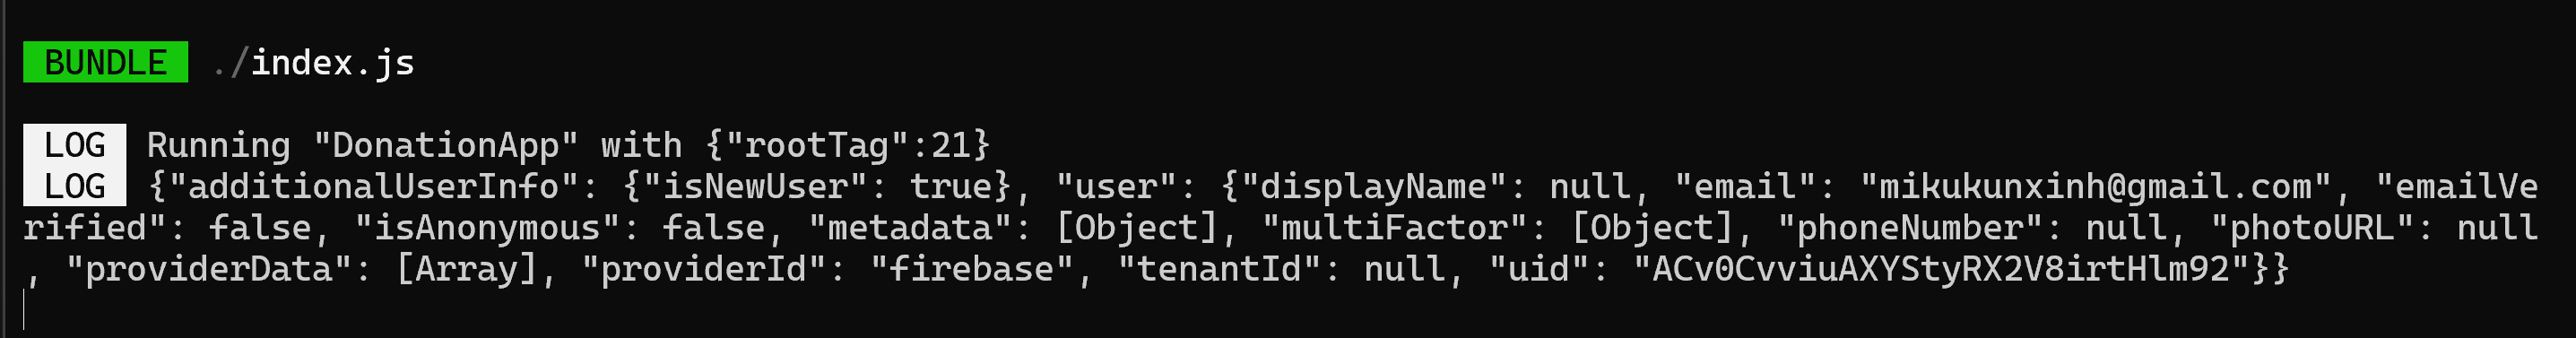 BUNDLE ./index.js
LOG Running "DonationApp" with {"rootTag":21}
LOG {"additionalUserInfo": {"isNewUser": true}, "user": {"displayName": null, "email": "mikukunxinh@gmail.com", "emailVe
rified": false, "isAnonymous": false, "metadata": [Object], "multiFactor": [Object], "phoneNumber": null, "photoURL": null
, "providerData": [Array], "providerId": "firebase", "tenantId": null, "uid": "ACv0CvviuAXYStyRX2V8irtHlm92"}}